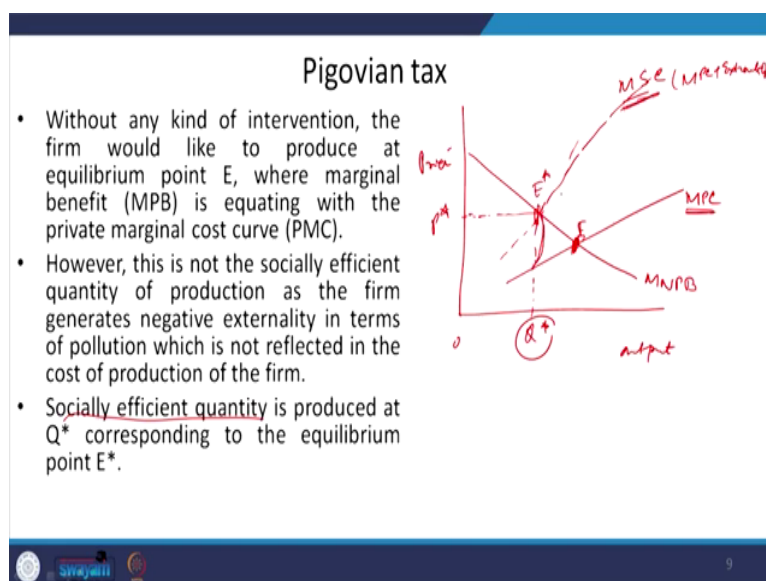 Pigovian tax
• Without any kind of intervention, the
firm would like to produce at
equilibrium point E, where marginal
benefit (MPB) is equating with the
private marginal cost curve (PMC).
• However, this is not the socially efficient
quantity of production as the firm
generates negative externality in terms
of pollution which is not reflected in the
cost of production of the firm.
• Socially efficient quantity is produced at
Q* corresponding to the equilibrium
point E*.
MSC (MPC+
E*
P*
MPC
E
MNPB
0
Q*
output
swayam
9